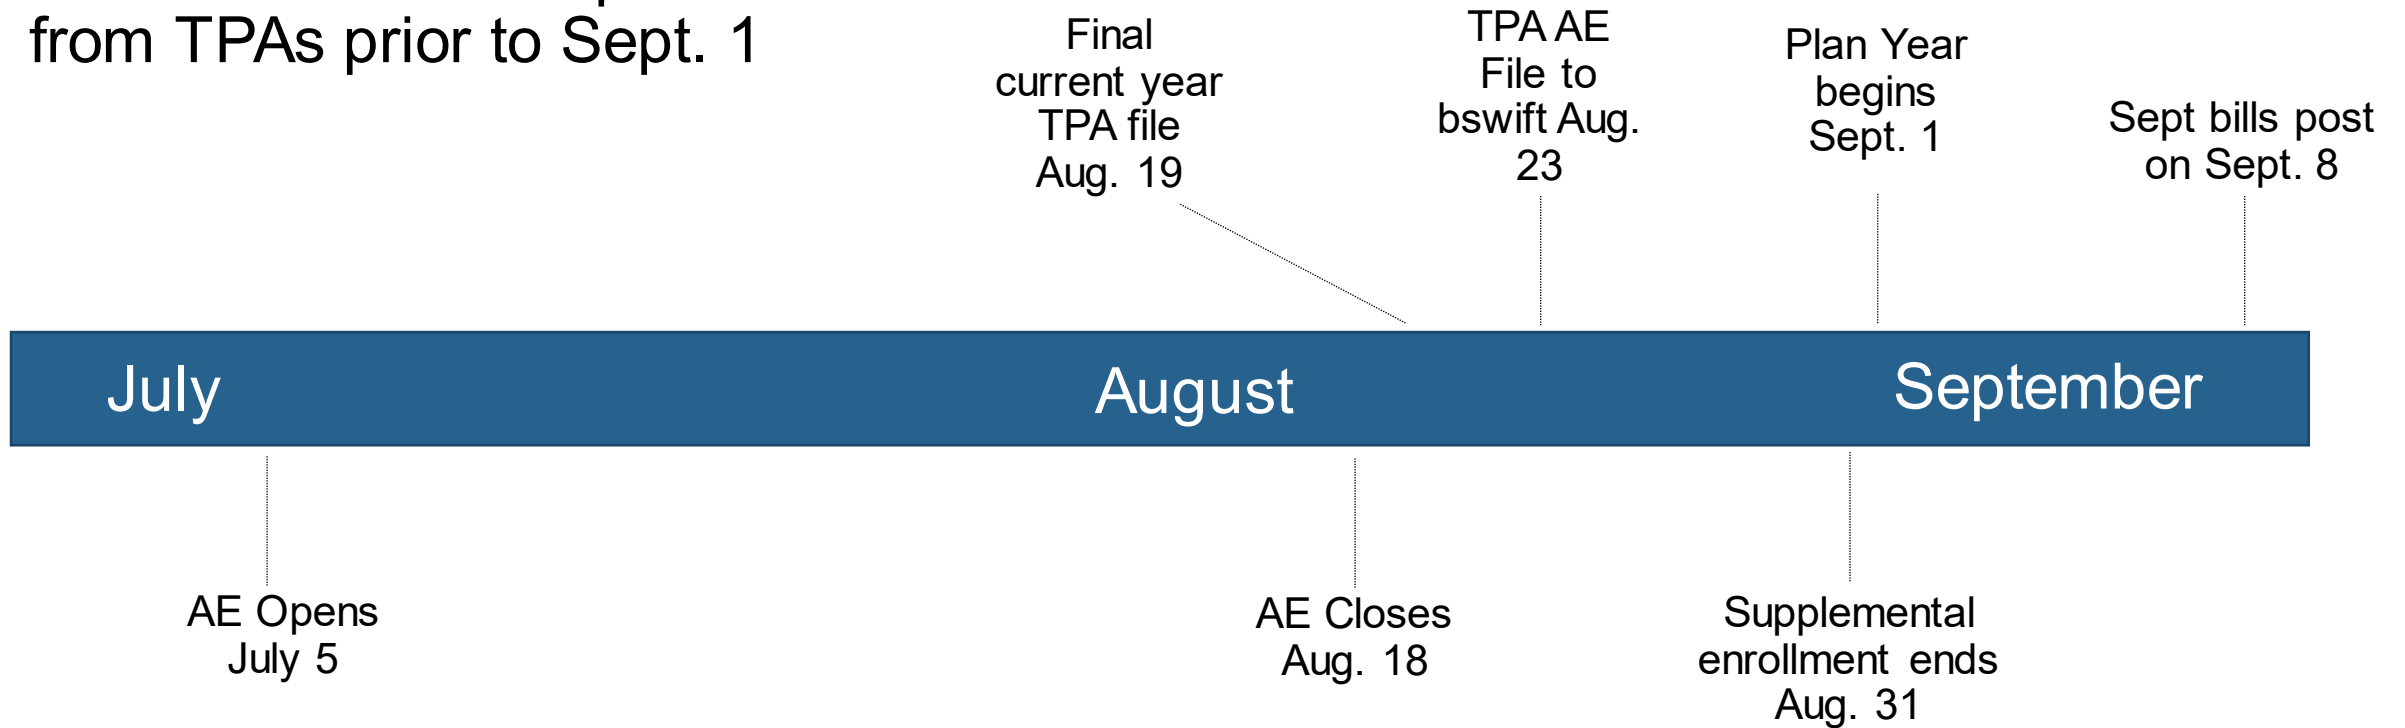 from TPAs prior to Sept. 1
Final
current year
TPA file
Aug. 19
TPA AE
File to
bswift Aug.
23
Plan Year
begins
Sept. 1
Sept bills post
on Sept. 8
July
August
September
AE Opens
July 5
AE Closes
Aug. 18
Supplemental
enrollment ends
Aug. 31